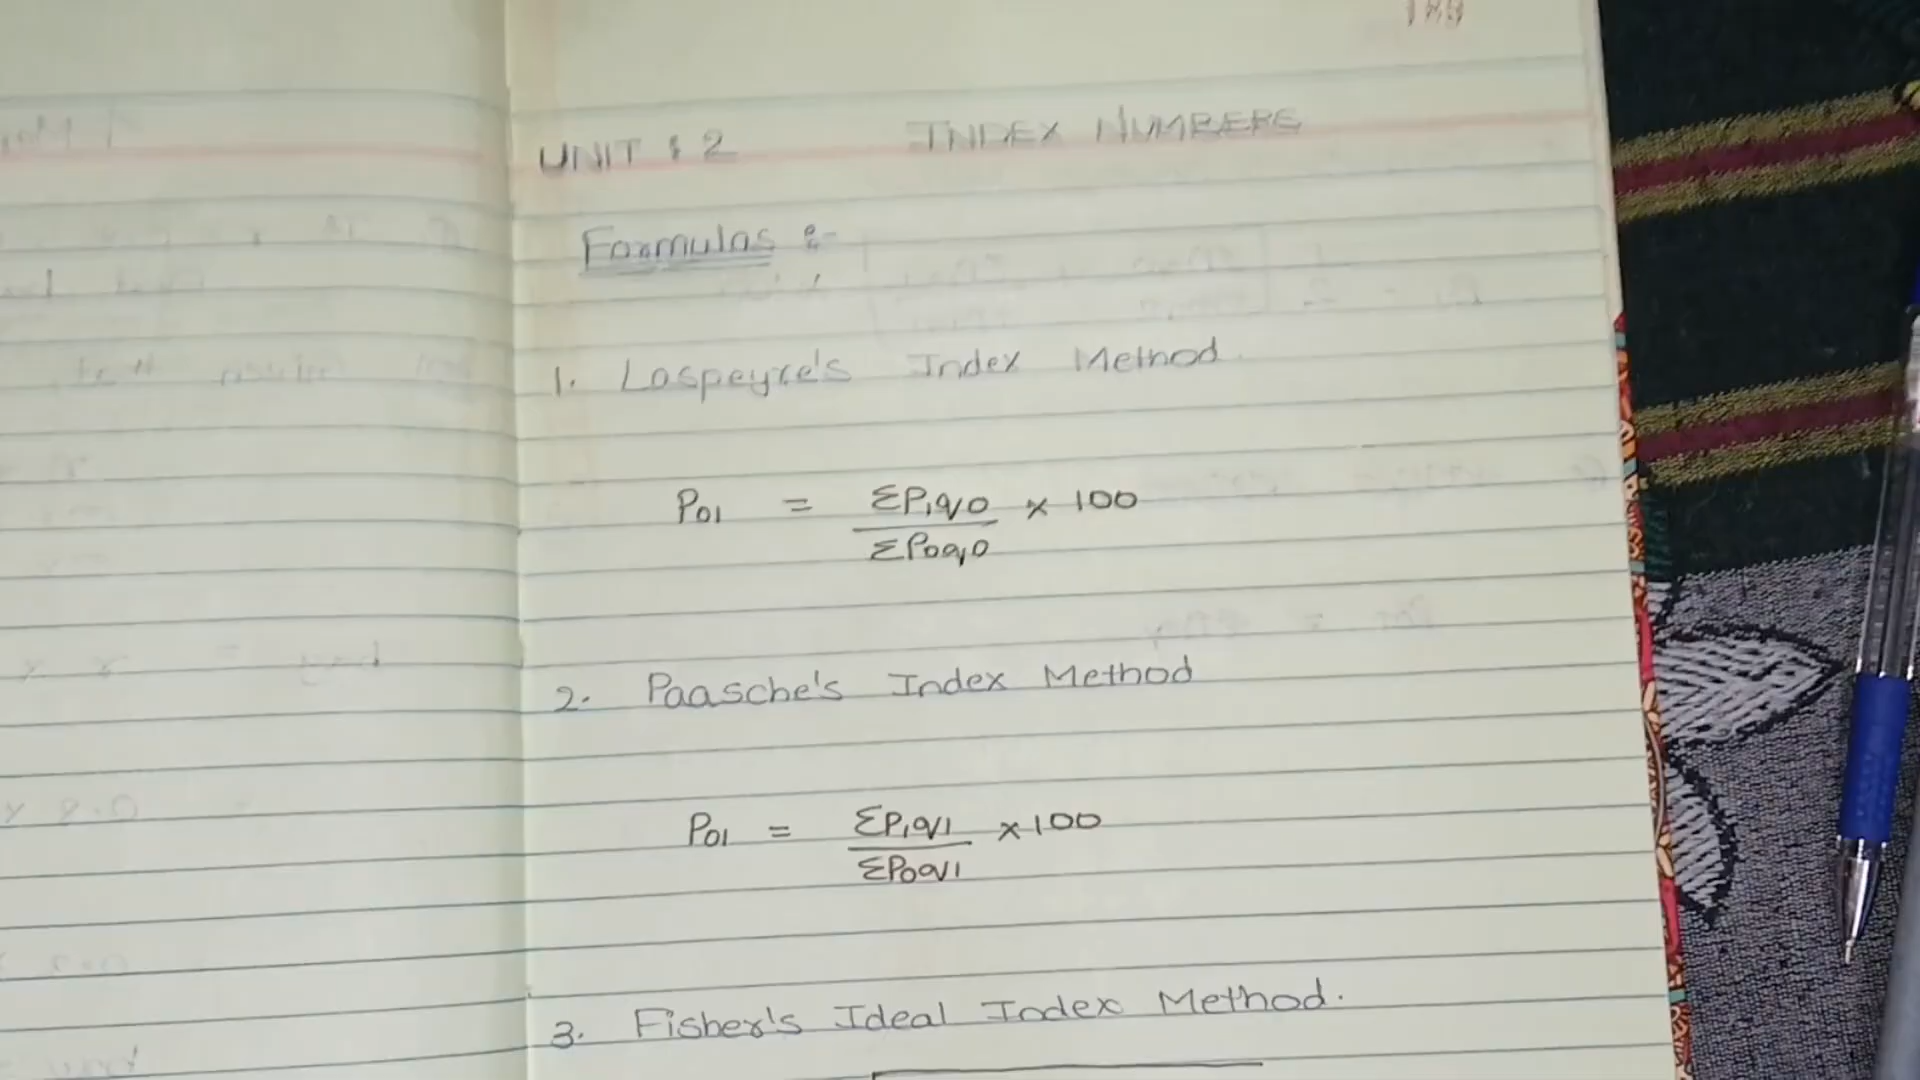 UNIT : 2 INDEX NUMBERS
Formulas :-
1. Laspeyre's Index Method.
P01 = ΣP1q0 / ΣP0q0 × 100
2. Paasche's Index Method
P01 = ΣP1q1 / ΣP0q1 × 100
3. Fisher's Ideal Index Method.